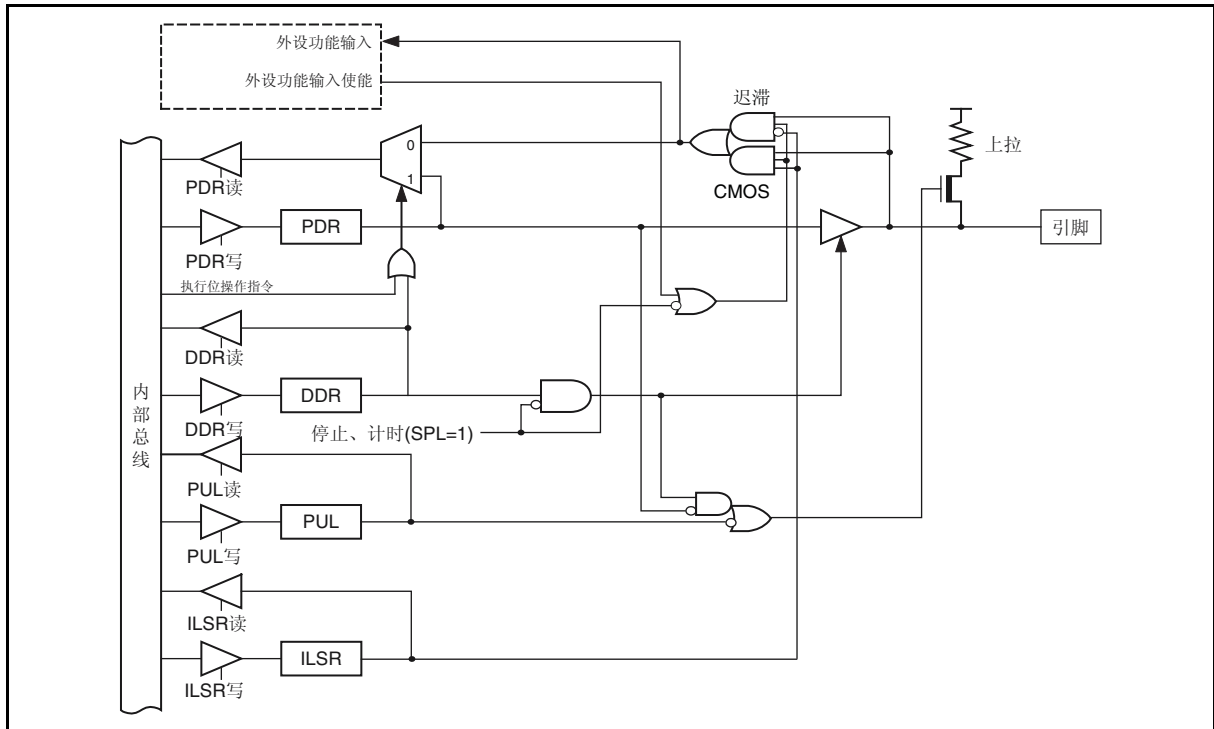 外设功能输入
外设功能输入使能
迟滞
上拉
0
1
PDR读
CMOS
PDR
引脚
PDR写
执行位操作指令
DDR读
内部总线
DDR
DDR写
停止、计时(SPL=1)
PUL读
PUL
PUL写
ILSR读
ILSR
ILSR写